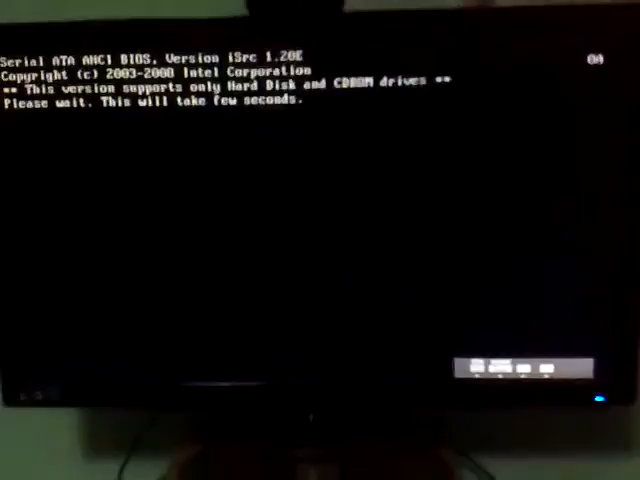 Serial ATA AHCI BIOS, Version iSrc 1.20E
0A
Copyright (c) 2003-2008 Intel Corporation
** This version supports only Hard Disk and CDROM drives **
Please wait. This will take few seconds.